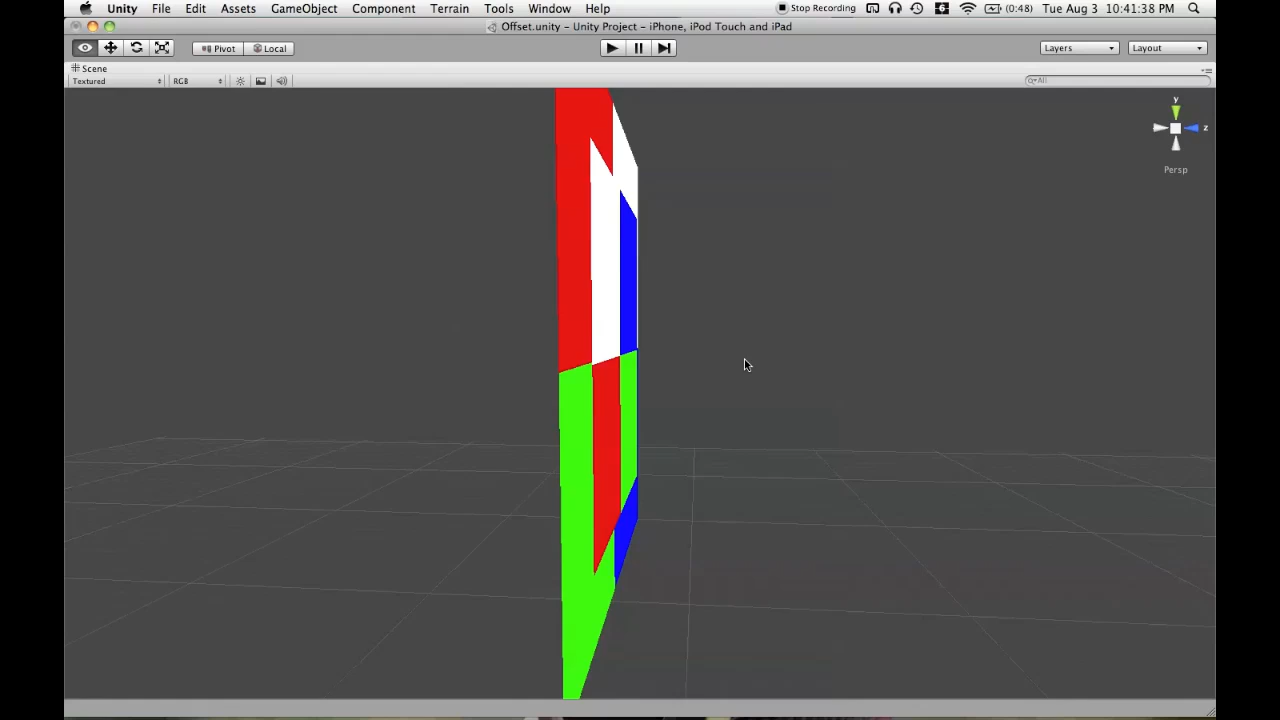 Unity File Edit Assets GameObject Component Terrain Tools Window Help Stop Recording 6 (0:48) Tue Aug 3 10:41:38 PM
Offset.unity – Unity Project – iPhone, iPod Touch and iPad
Pivot Local Layers Layout
Scene
Textured RGB All
y
z
Persp